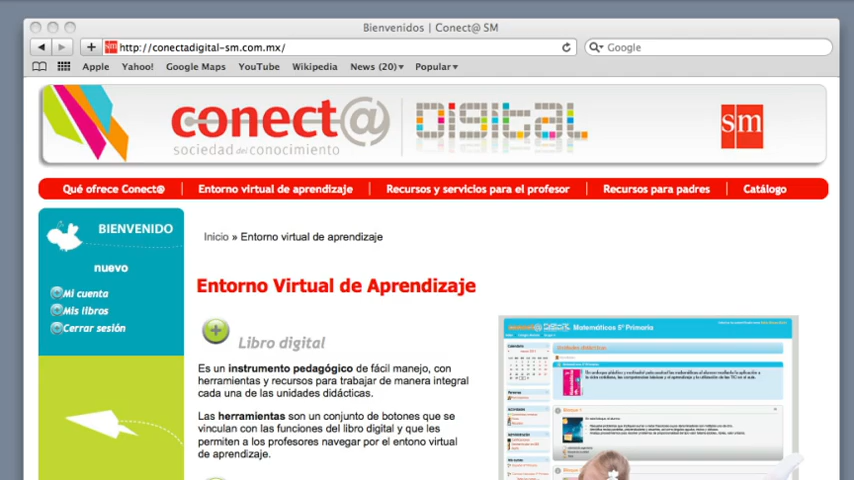 Bienvenidos | Conect@ SM
http://conectadigital-sm.com.mx/
Google
Apple Yahoo! Google Maps YouTube Wikipedia News (20) Popular
conect@ DIGITAL
sociedad del conocimiento
sm
Qué ofrece Conect@ Entorno virtual de aprendizaje Recursos y servicios para el profesor Recursos para padres Catálogo
BIENVENIDO
nuevo
Mi cuenta
Mis libros
Cerrar sesión
Inicio » Entorno virtual de aprendizaje
Entorno Virtual de Aprendizaje
Libro digital
Es un instrumento pedagógico de fácil manejo, con
herramientas y recursos para trabajar de manera integral
cada una de las unidades didácticas.
Las herramientas son un conjunto de botones que se
vinculan con las funciones del libro digital y que les
permiten a los profesores navegar por el entono virtual
de aprendizaje.
Matemáticas 5º Primaria
Unidades didácticas